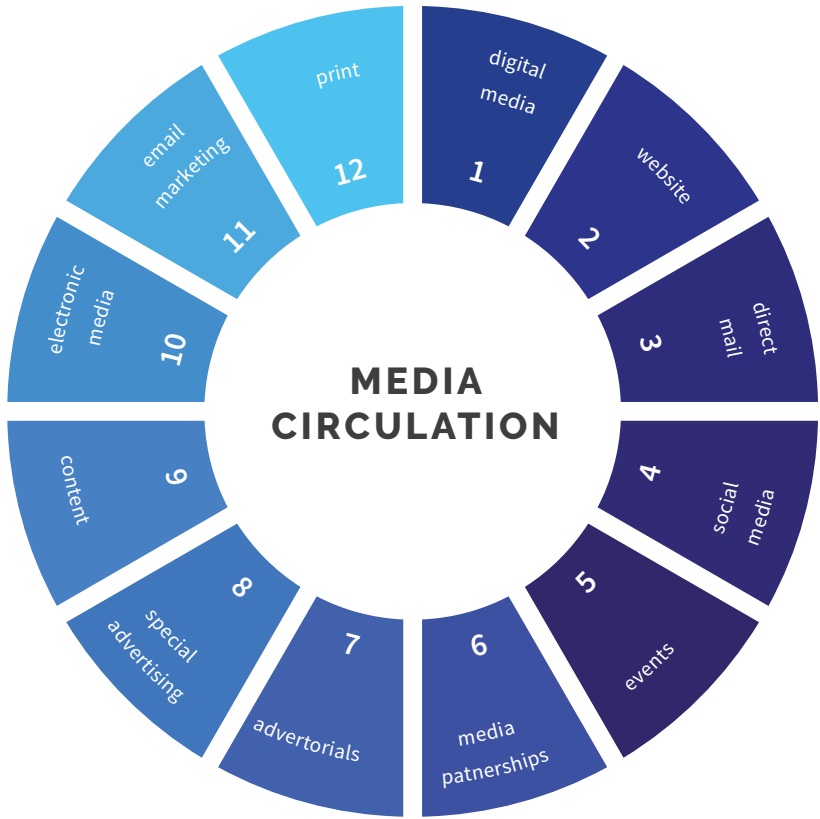 MEDIA
CIRCULATION
digital
media
1
website
2
direct
mail
3
social
media
4
events
5
6
media
patnerships
7
advertorials
8
special
advertising
content
9
electronic
media
10
email
marketing
11
print
12